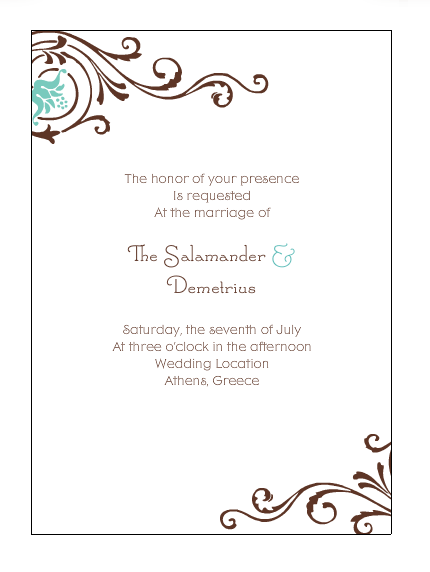 The honor of your presence
Is requested
At the marriage of
The Salamander &
Demetrius
Saturday, the seventh of July
At three o'clock in the afternoon
Wedding Location
Athens, Greece